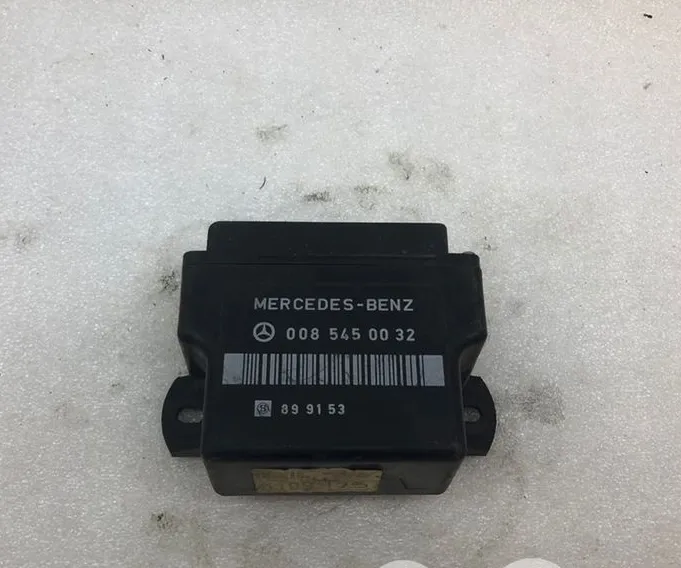 MERCEDES-BENZ
008 545 00 32
89 91 53